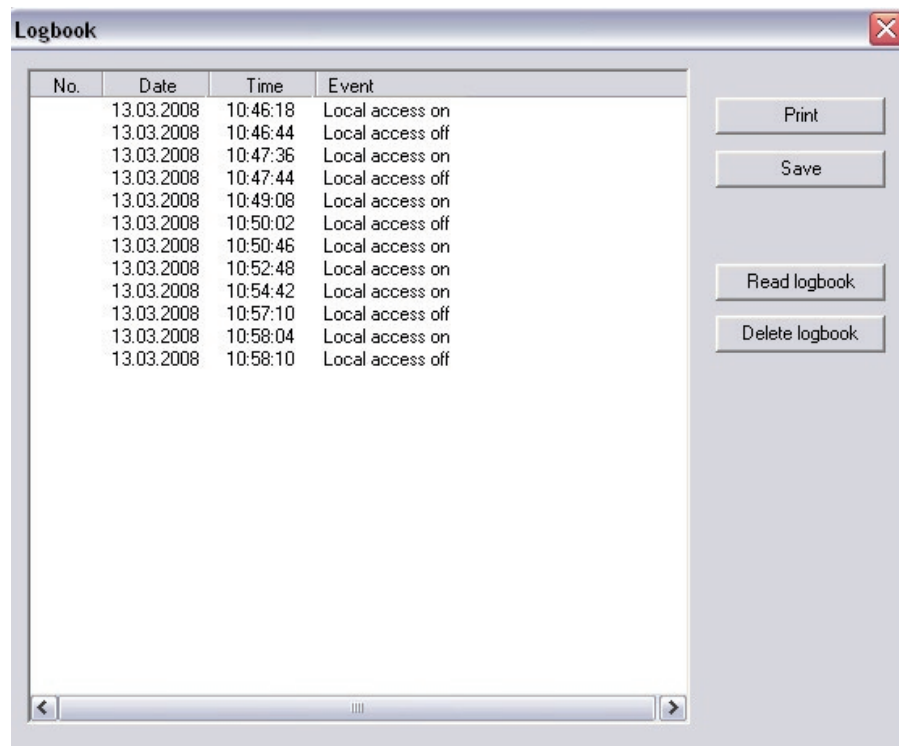 Logbook
No. Date Time Event
13.03.2008 10:46:18 Local access on
13.03.2008 10:46:44 Local access off
13.03.2008 10:47:36 Local access on
13.03.2008 10:47:44 Local access off
13.03.2008 10:49:08 Local access on
13.03.2008 10:50:02 Local access off
13.03.2008 10:50:46 Local access on
13.03.2008 10:52:48 Local access on
13.03.2008 10:54:42 Local access on
13.03.2008 10:57:10 Local access off
13.03.2008 10:58:04 Local access on
13.03.2008 10:58:10 Local access off
Print
Save
Read logbook
Delete logbook